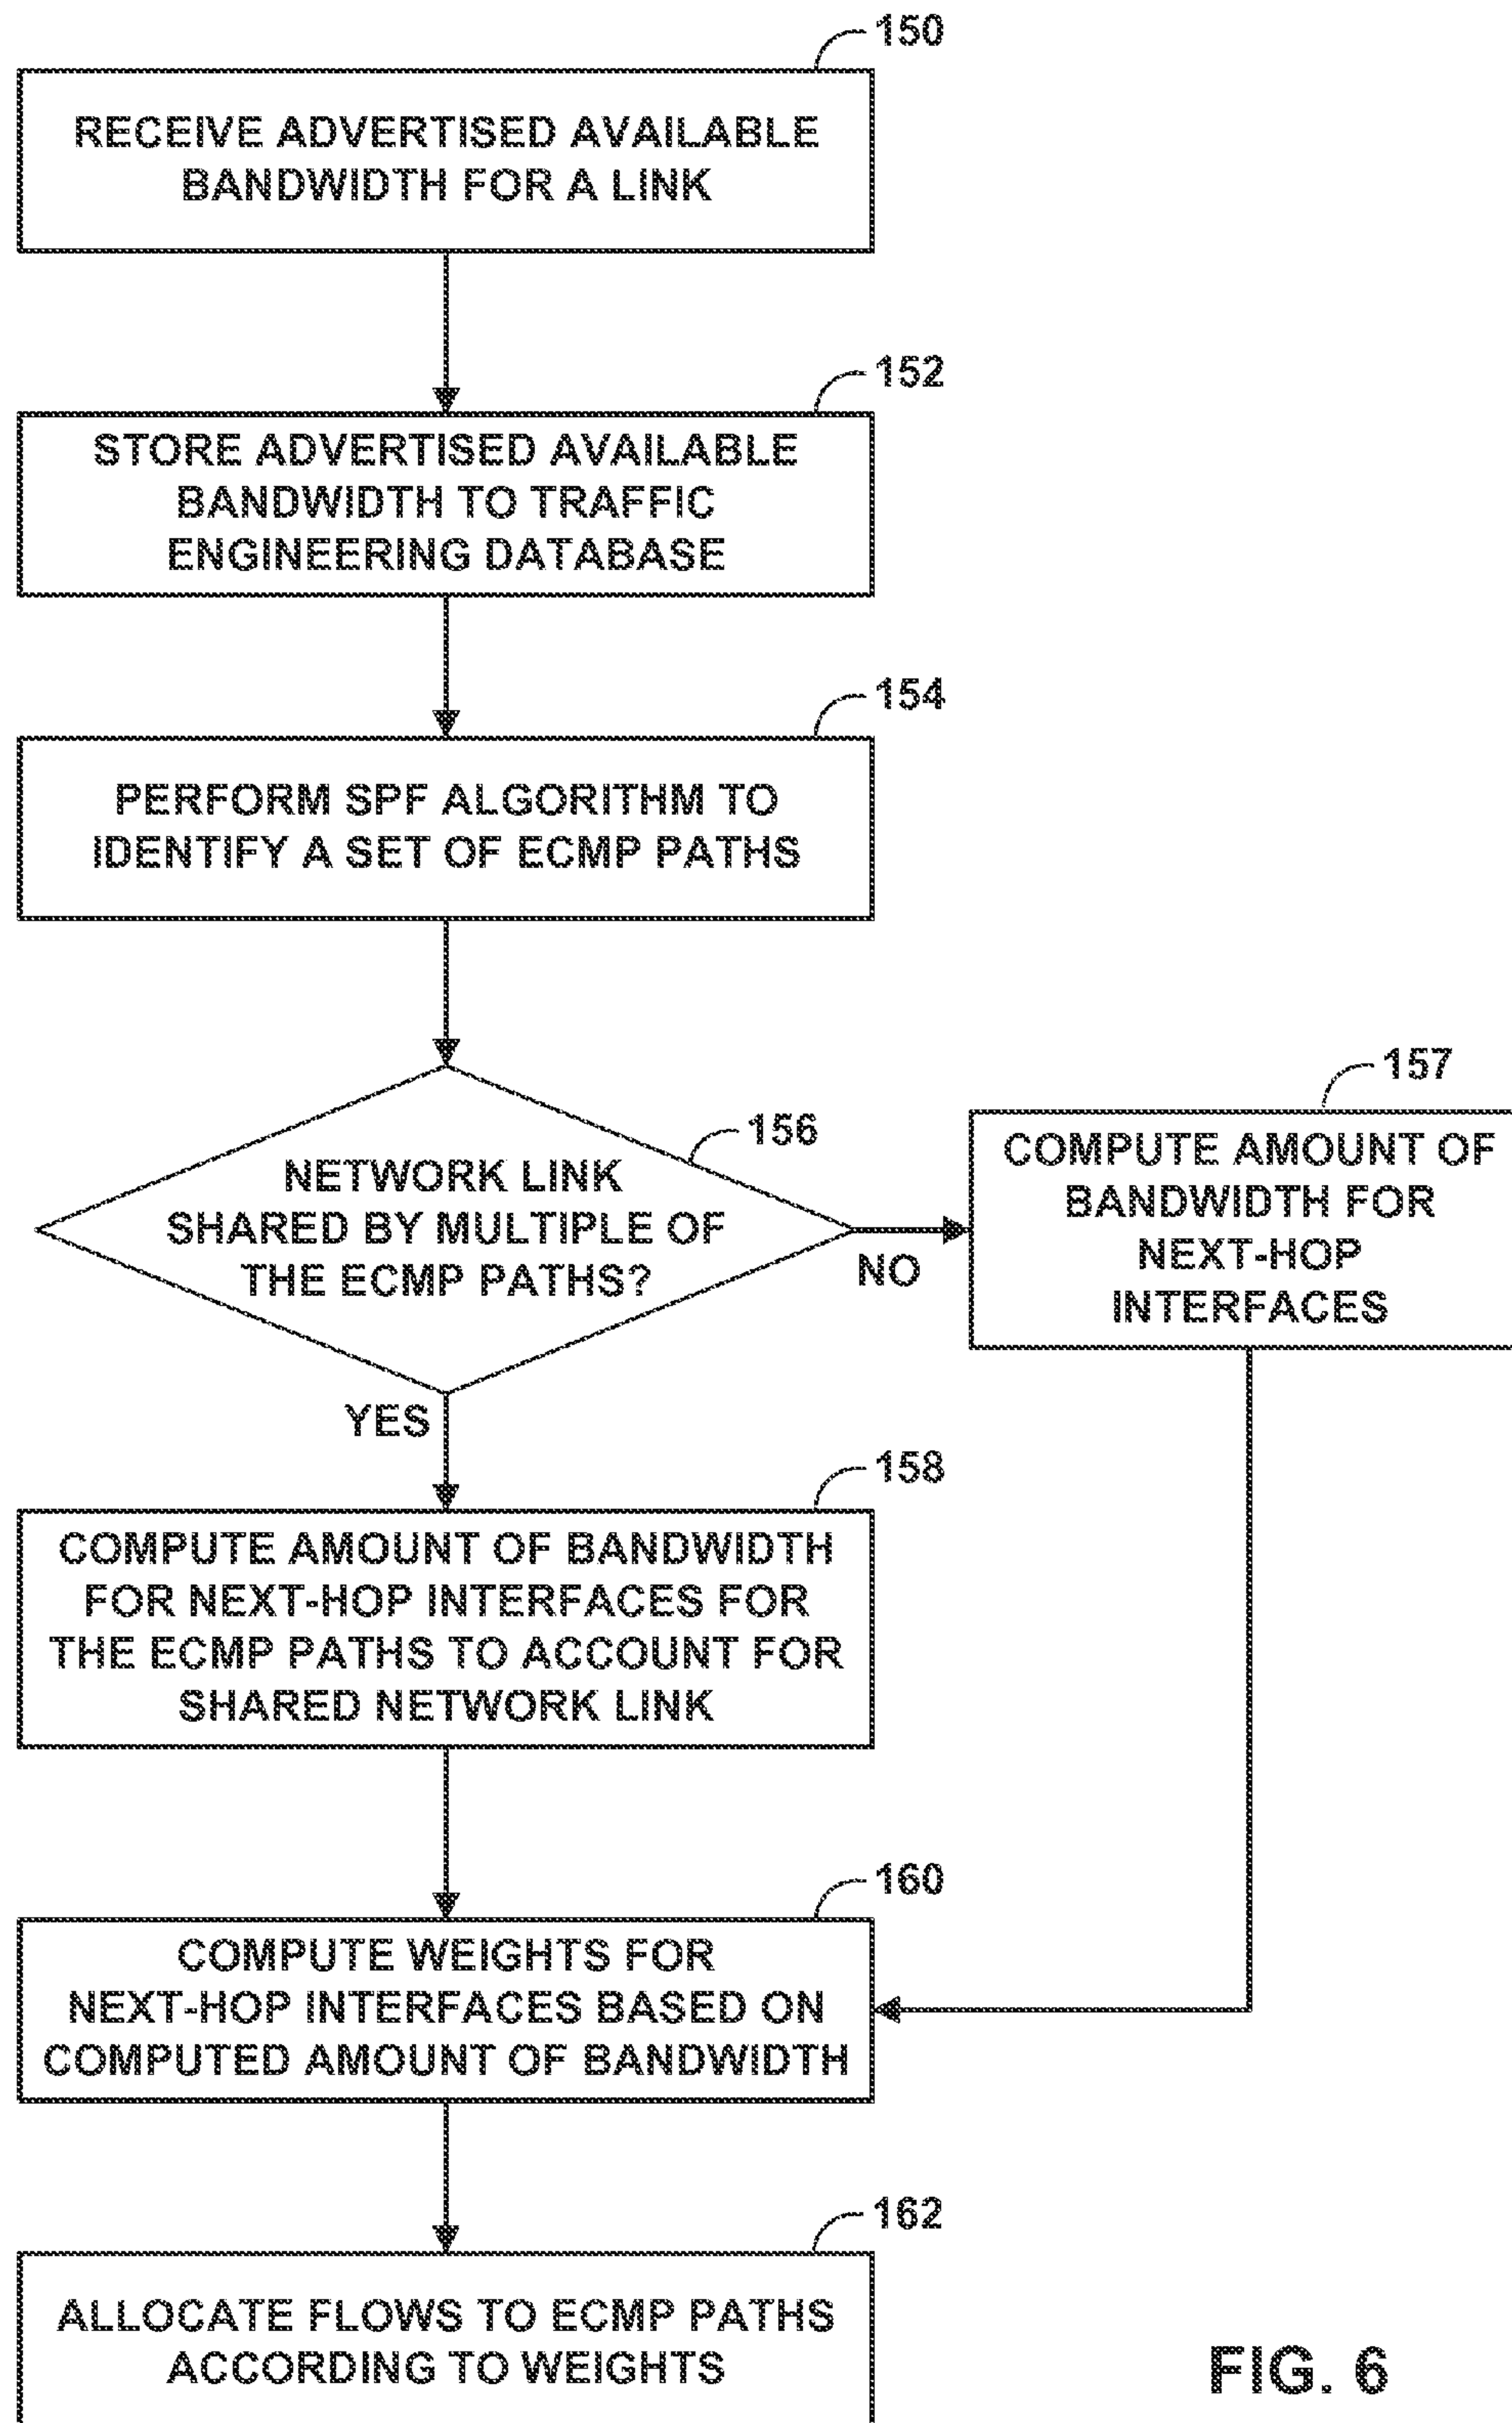 150
RECEIVE ADVERTISED AVAILABLE
BANDWIDTH FOR A LINK
152
STORE ADVERTISED AVAILABLE
BANDWIDTH TO TRAFFIC
ENGINEERING DATABASE
154
PERFORM SPF ALGORITHM TO
IDENTIFY A SET OF ECMP PATHS
156
NETWORK LINK
SHARED BY MULTIPLE OF
THE ECMP PATHS?
NO
157
COMPUTE AMOUNT OF
BANDWIDTH FOR
NEXT-HOP
INTERFACES
YES
158
COMPUTE AMOUNT OF BANDWIDTH
FOR NEXT-HOP INTERFACES FOR
THE ECMP PATHS TO ACCOUNT FOR
SHARED NETWORK LINK
160
COMPUTE WEIGHTS FOR
NEXT-HOP INTERFACES BASED ON
COMPUTED AMOUNT OF BANDWIDTH
162
ALLOCATE FLOWS TO ECMP PATHS
ACCORDING TO WEIGHTS
FIG. 6